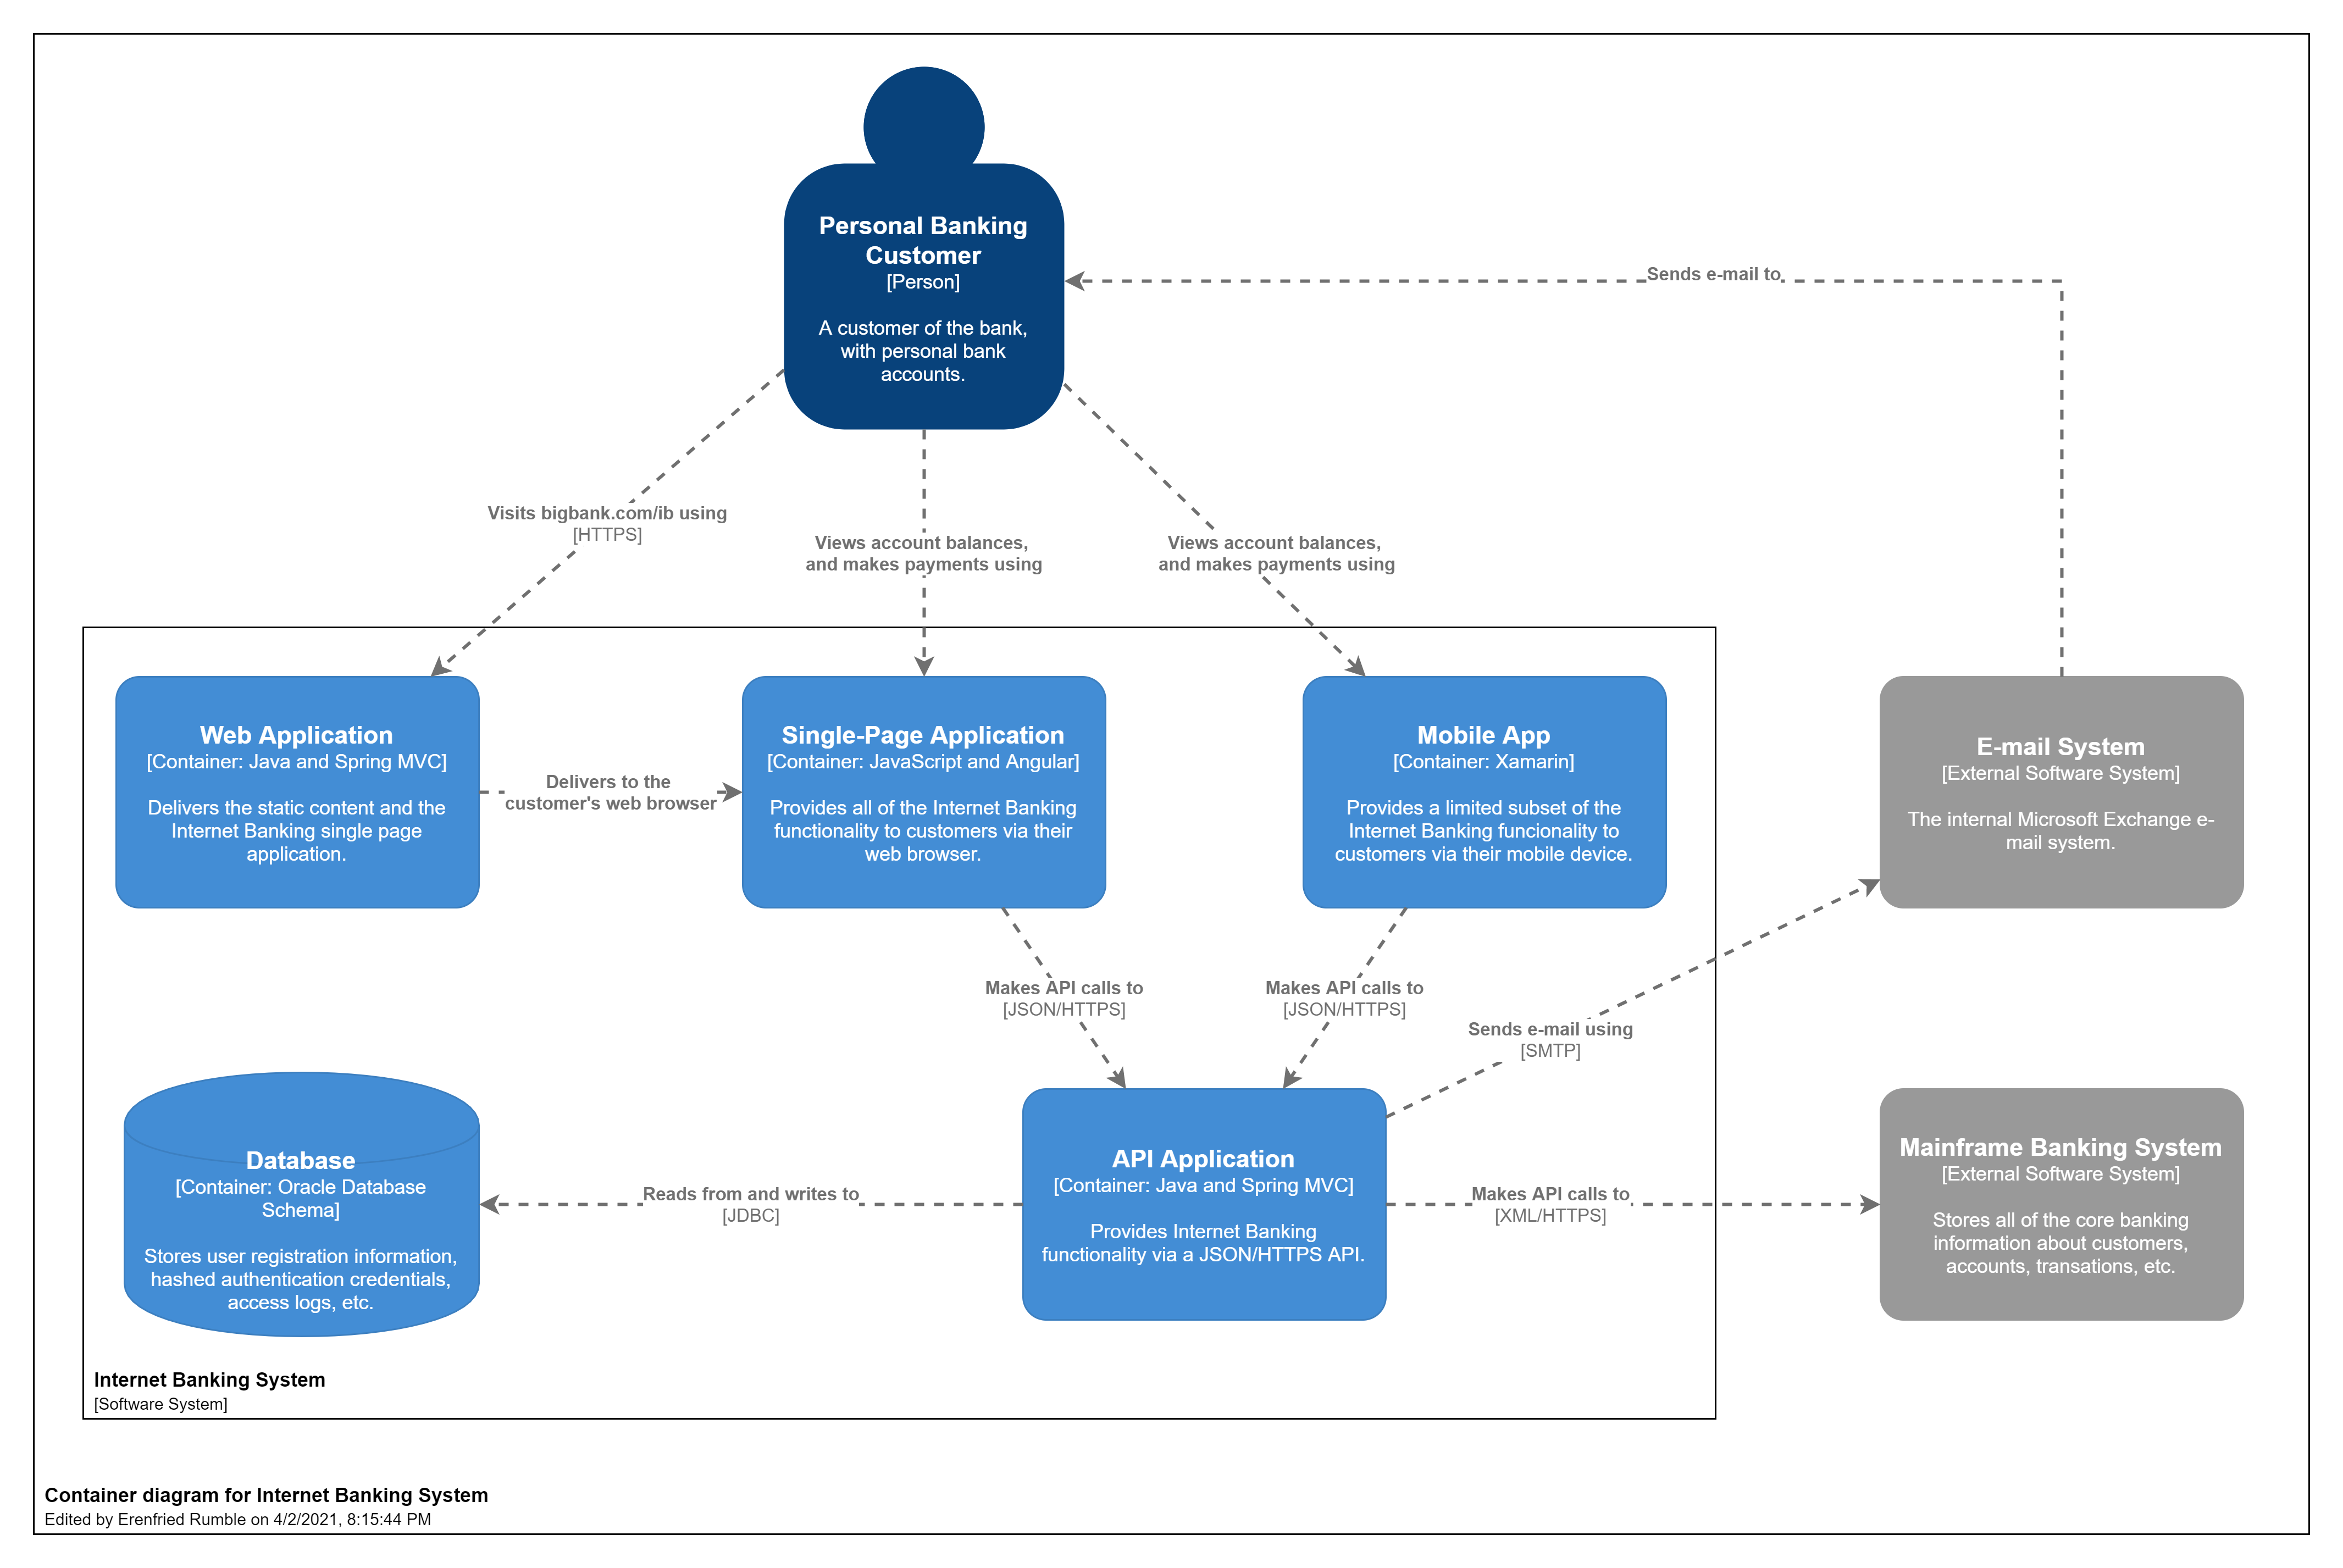 Personal Banking
Customer
[Person]
A customer of the bank,
with personal bank
accounts.
Sends e-mail to
Visits bigbank.com/ib using
[HTTPS]
Views account balances,
and makes payments using
Views account balances,
and makes payments using
Web Application
[Container: Java and Spring MVC]
Delivers the static content and the
Internet Banking single page
application.
Delivers to the
customer's web browser
Single-Page Application
[Container: JavaScript and Angular]
Provides all of the Internet Banking
functionality to customers via their
web browser.
Mobile App
[Container: Xamarin]
Provides a limited subset of the
Internet Banking funcionality to
customers via their mobile device.
E-mail System
[External Software System]
The internal Microsoft Exchange e-
mail system.
Makes API calls to
[JSON/HTTPS]
Makes API calls to
[JSON/HTTPS]
Sends e-mail using
[SMTP]
Database
[Container: Oracle Database
Schema]
Stores user registration information,
hashed authentication credentials,
access logs, etc.
Reads from and writes to
[JDBC]
API Application
[Container: Java and Spring MVC]
Provides Internet Banking
functionality via a JSON/HTTPS API.
Makes API calls to
[XML/HTTPS]
Mainframe Banking System
[External Software System]
Stores all of the core banking
information about customers,
accounts, transations, etc.
Internet Banking System
[Software System]
Container diagram for Internet Banking System
Edited by Erenfried Rumble on 4/2/2021, 8:15:44 PM